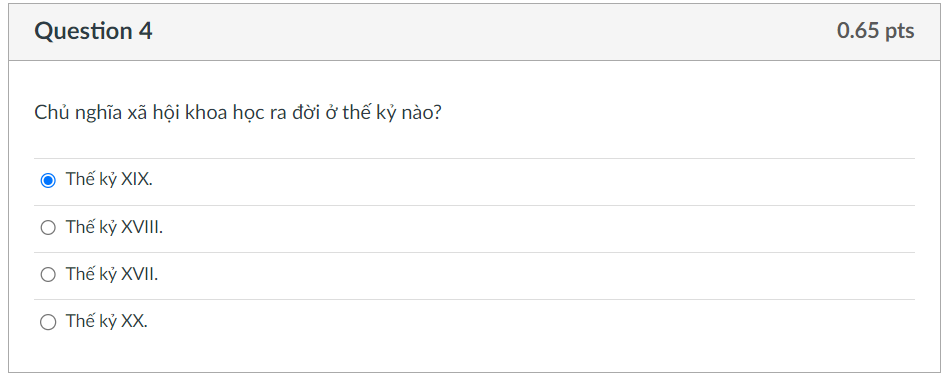 Question 4
0.65 pts
Chủ nghĩa xã hội khoa học ra đời ở thế kỷ nào?
Thế kỷ XIX.
Thế kỷ XVIII.
Thế kỷ XVII.
Thế kỷ XX.